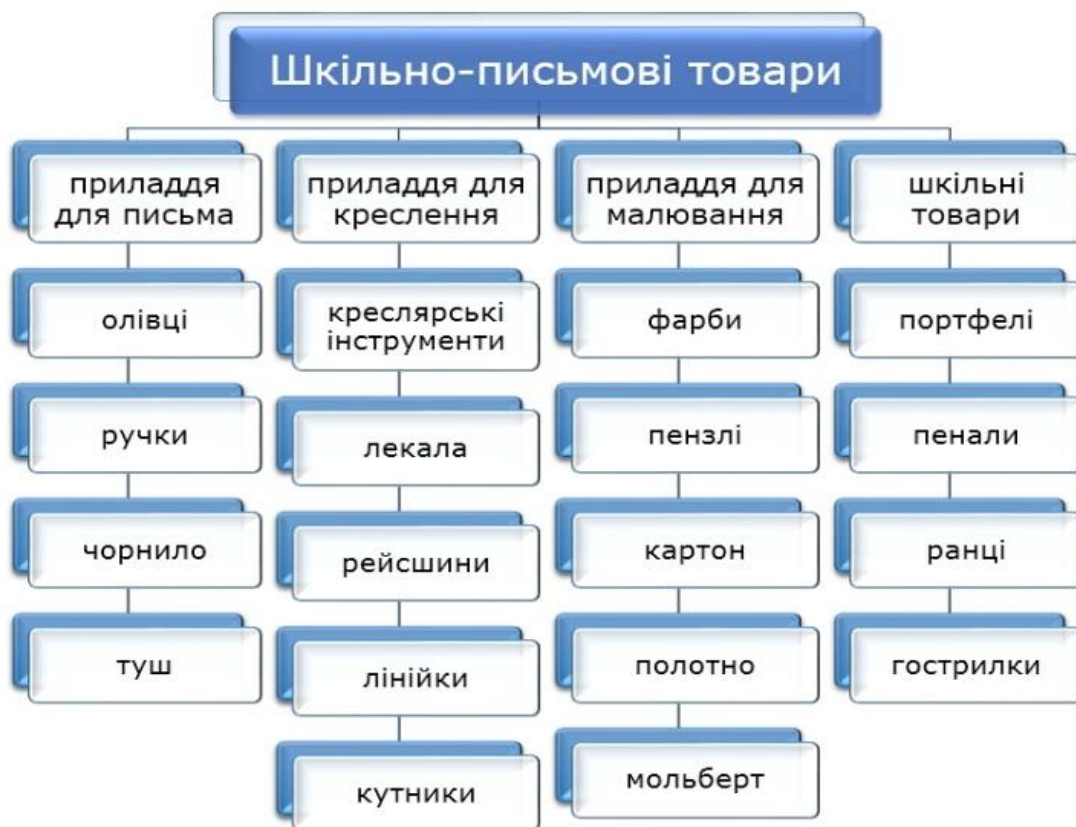 Шкільно-письмові товари
приладдя
для письма
олівці
ручки
чорнило
туш
приладдя для
креслення
креслярські
інструменти
лекала
рейсшини
лінійки
кутники
приладдя для
малювання
фарби
пензлі
картон
полотно
мольберт
шкільні
товари
портфелі
пенали
ранці
гострилки